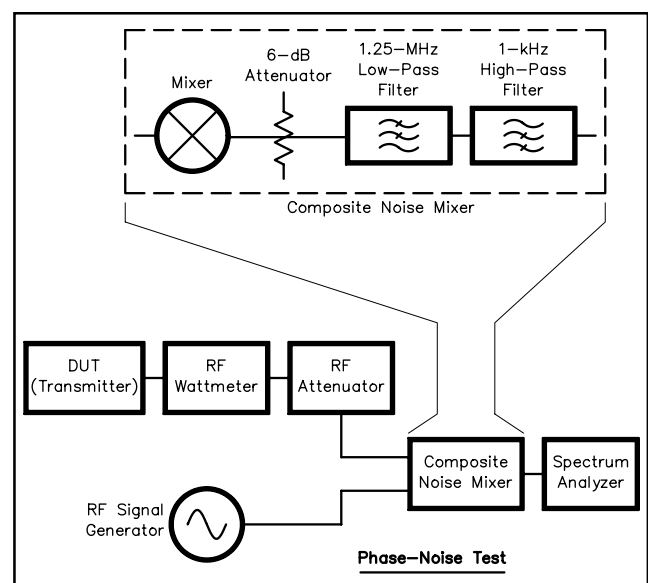 6-dB
Attenuator
Mixer
1.25-MHz
Low-Pass
Filter
1-kHz
High-Pass
Filter
Composite Noise Mixer
DUT
(Transmitter)
RF
Wattmeter
RF
Attenuator
Composite
Noise Mixer
Spectrum
Analyzer
RF Signal
Generator
Phase-Noise Test